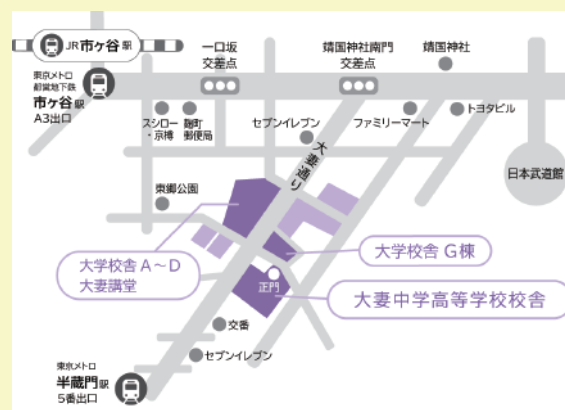 JR市ケ谷駅
一口坂
交差点
靖国神社南門
交差点
靖国神社
東京メトロ
都営地下鉄
市ケ谷駅
A3出口
スシロー
・京樽
麹町
郵便局
セブンイレブン
ファミリーマート
トヨタビル
大妻通り
日本武道館
東郷公園
大学校舎 A～D
大妻講堂
大学校舎 G棟
正門
大妻中学高等学校校舎
交番
セブンイレブン
東京メトロ
半蔵門駅
5番出口